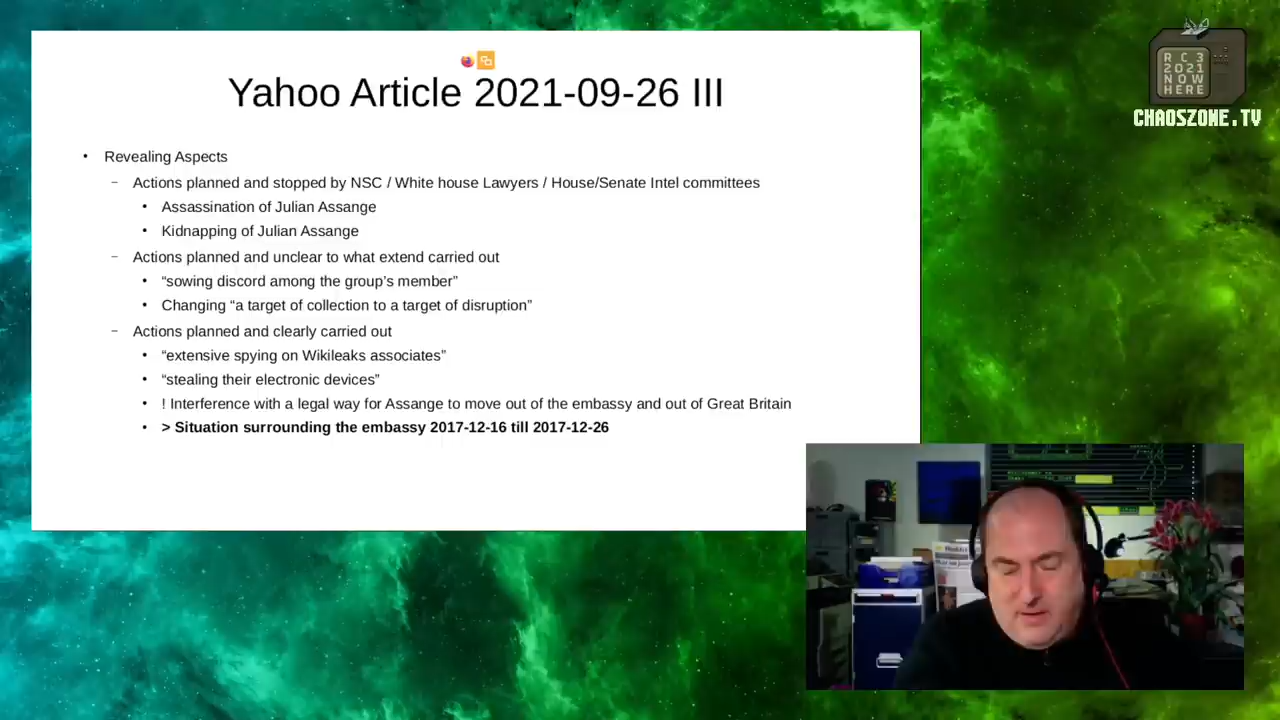 Yahoo Article 2021-09-26 III
• Revealing Aspects
– Actions planned and stopped by NSC / White house Lawyers / House/Senate Intel committees
• Assassination of Julian Assange
• Kidnapping of Julian Assange
– Actions planned and unclear to what extend carried out
• “sowing discord among the group’s member”
• Changing “a target of collection to a target of disruption”
– Actions planned and clearly carried out
• “extensive spying on Wikileaks associates”
• “stealing their electronic devices”
• ! Interference with a legal way for Assange to move out of the embassy and out of Great Britain
• > Situation surrounding the embassy 2017-12-16 till 2017-12-26
RC3
2021
NOW
HERE
CHAOSZONE.TV